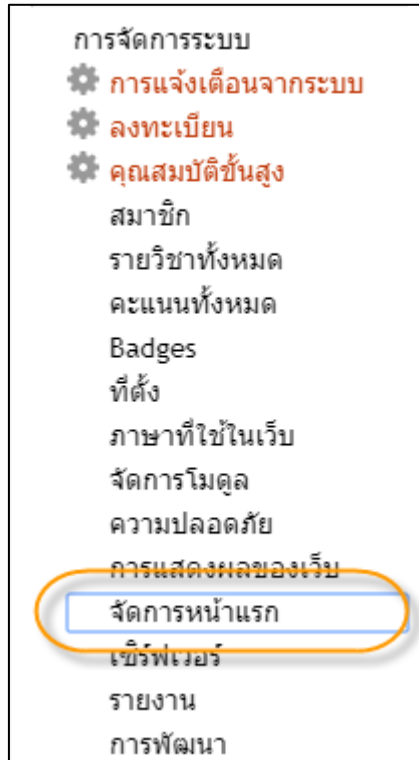 การจัดการระบบ
การแจ้งเตือนจากระบบ
ลงทะเบียน
คุณสมบัติขั้นสูง
สมาชิก
รายวิชาทั้งหมด
คะแนนทั้งหมด
Badges
ที่ตั้ง
ภาษาที่ใช้ในเว็บ
จัดการโมดูล
ความปลอดภัย
การแสดงผลของเว็บ
จัดการหน้าแรก
เซิร์ฟเวอร์
รายงาน
การพัฒนา